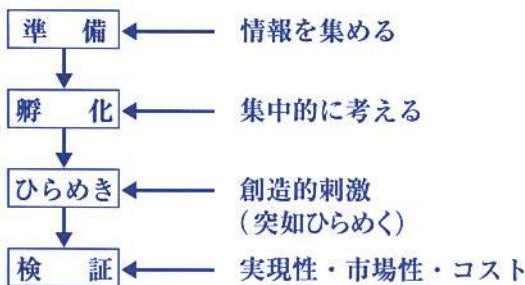 準 備 情報を集める
孵 化 集中的に考える
ひらめき 創造的刺激
(突如ひらめく)
検 証 実現性・市場性・コスト